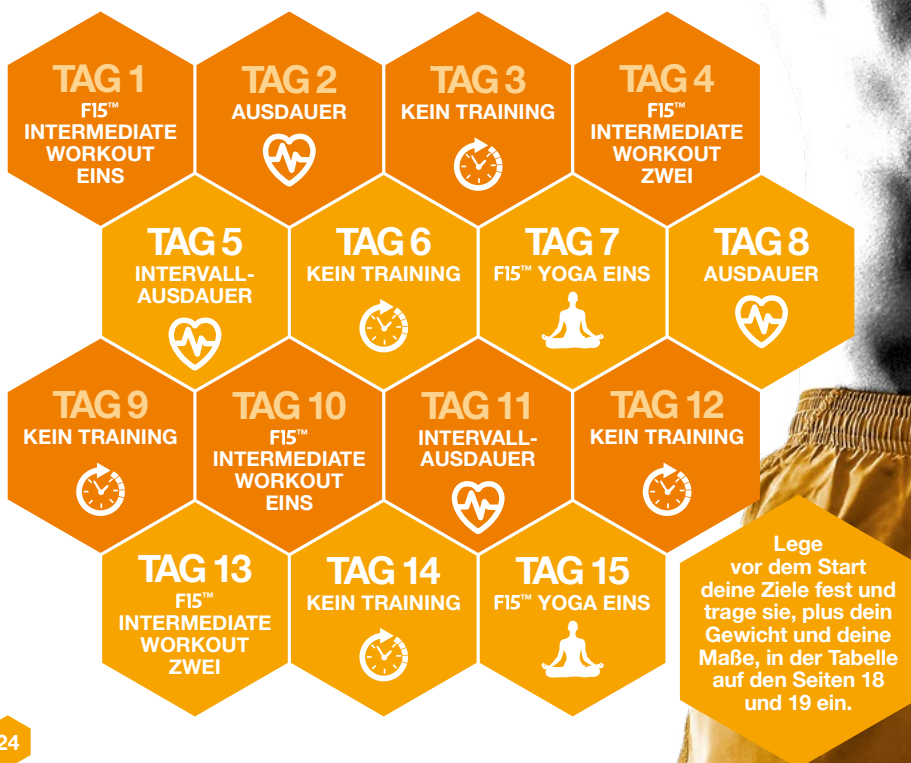 TAG 1
F15™
INTERMEDIATE
WORKOUT
EINS
TAG 2
AUSDAUER
TAG 3
KEIN TRAINING
TAG 4
F15™
INTERMEDIATE
WORKOUT
ZWEI
TAG 5
INTERVALL-
AUSDAUER
TAG 6
KEIN TRAINING
TAG 7
F15™ YOGA EINS
TAG 8
AUSDAUER
TAG 9
KEIN TRAINING
TAG 10
F15™
INTERMEDIATE
WORKOUT
EINS
TAG 11
INTERVALL-
AUSDAUER
TAG 12
KEIN TRAINING
TAG 13
F15™
INTERMEDIATE
WORKOUT
ZWEI
TAG 14
KEIN TRAINING
TAG 15
F15™ YOGA EINS
Lege
vor dem Start
deine Ziele fest und
trage sie, plus dein
Gewicht und deine
Maße, in der Tabelle
auf den Seiten 18
und 19 ein.
24